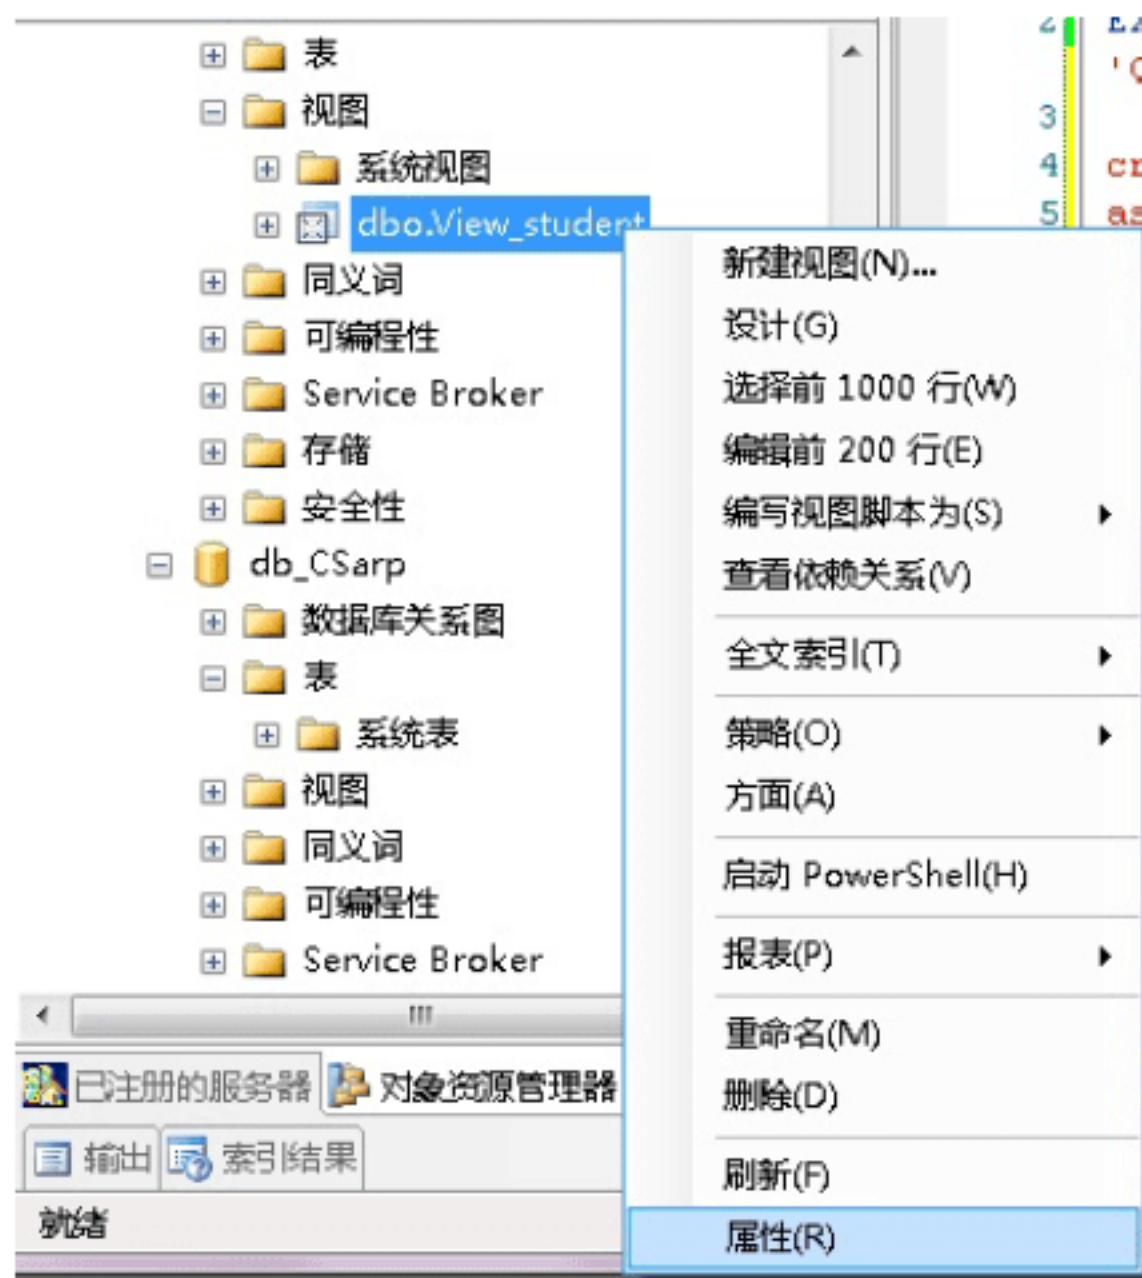 表
视图
系统视图
dbo.View_student
同义词
可编程性
Service Broker
存储
安全性
db_CSarp
数据库关系图
表
系统表
视图
同义词
可编程性
Service Broker
已注册的服务器 对象资源管理器
输出 索引结果
就绪
2
'Q
3
4 cr
5 as
新建视图(N)...
设计(G)
选择前 1000 行(W)
编辑前 200 行(E)
编写视图脚本为(S)
查看依赖关系(V)
全文索引(T)
策略(O)
方面(A)
启动 PowerShell(H)
报表(P)
重命名(M)
删除(D)
刷新(F)
属性(R)